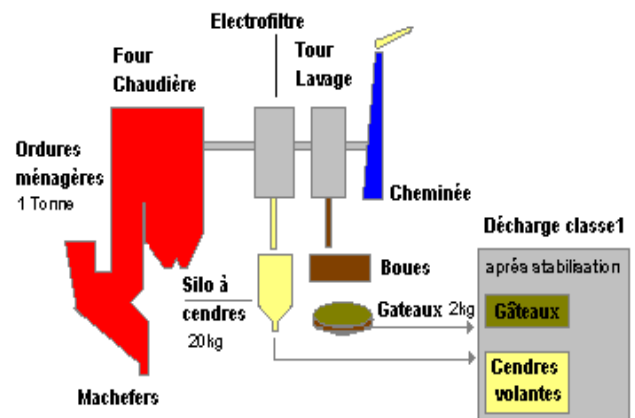 Electrofiltre
Four
Chaudière
Tour
Lavage
Ordures
ménagères
1 Tonne
Cheminée
Décharge classe1
aprés stabilisation
Silo à
cendres
20kg
Boues
Gateaux 2kg
Gâteaux
Cendres
volantes
Machefers